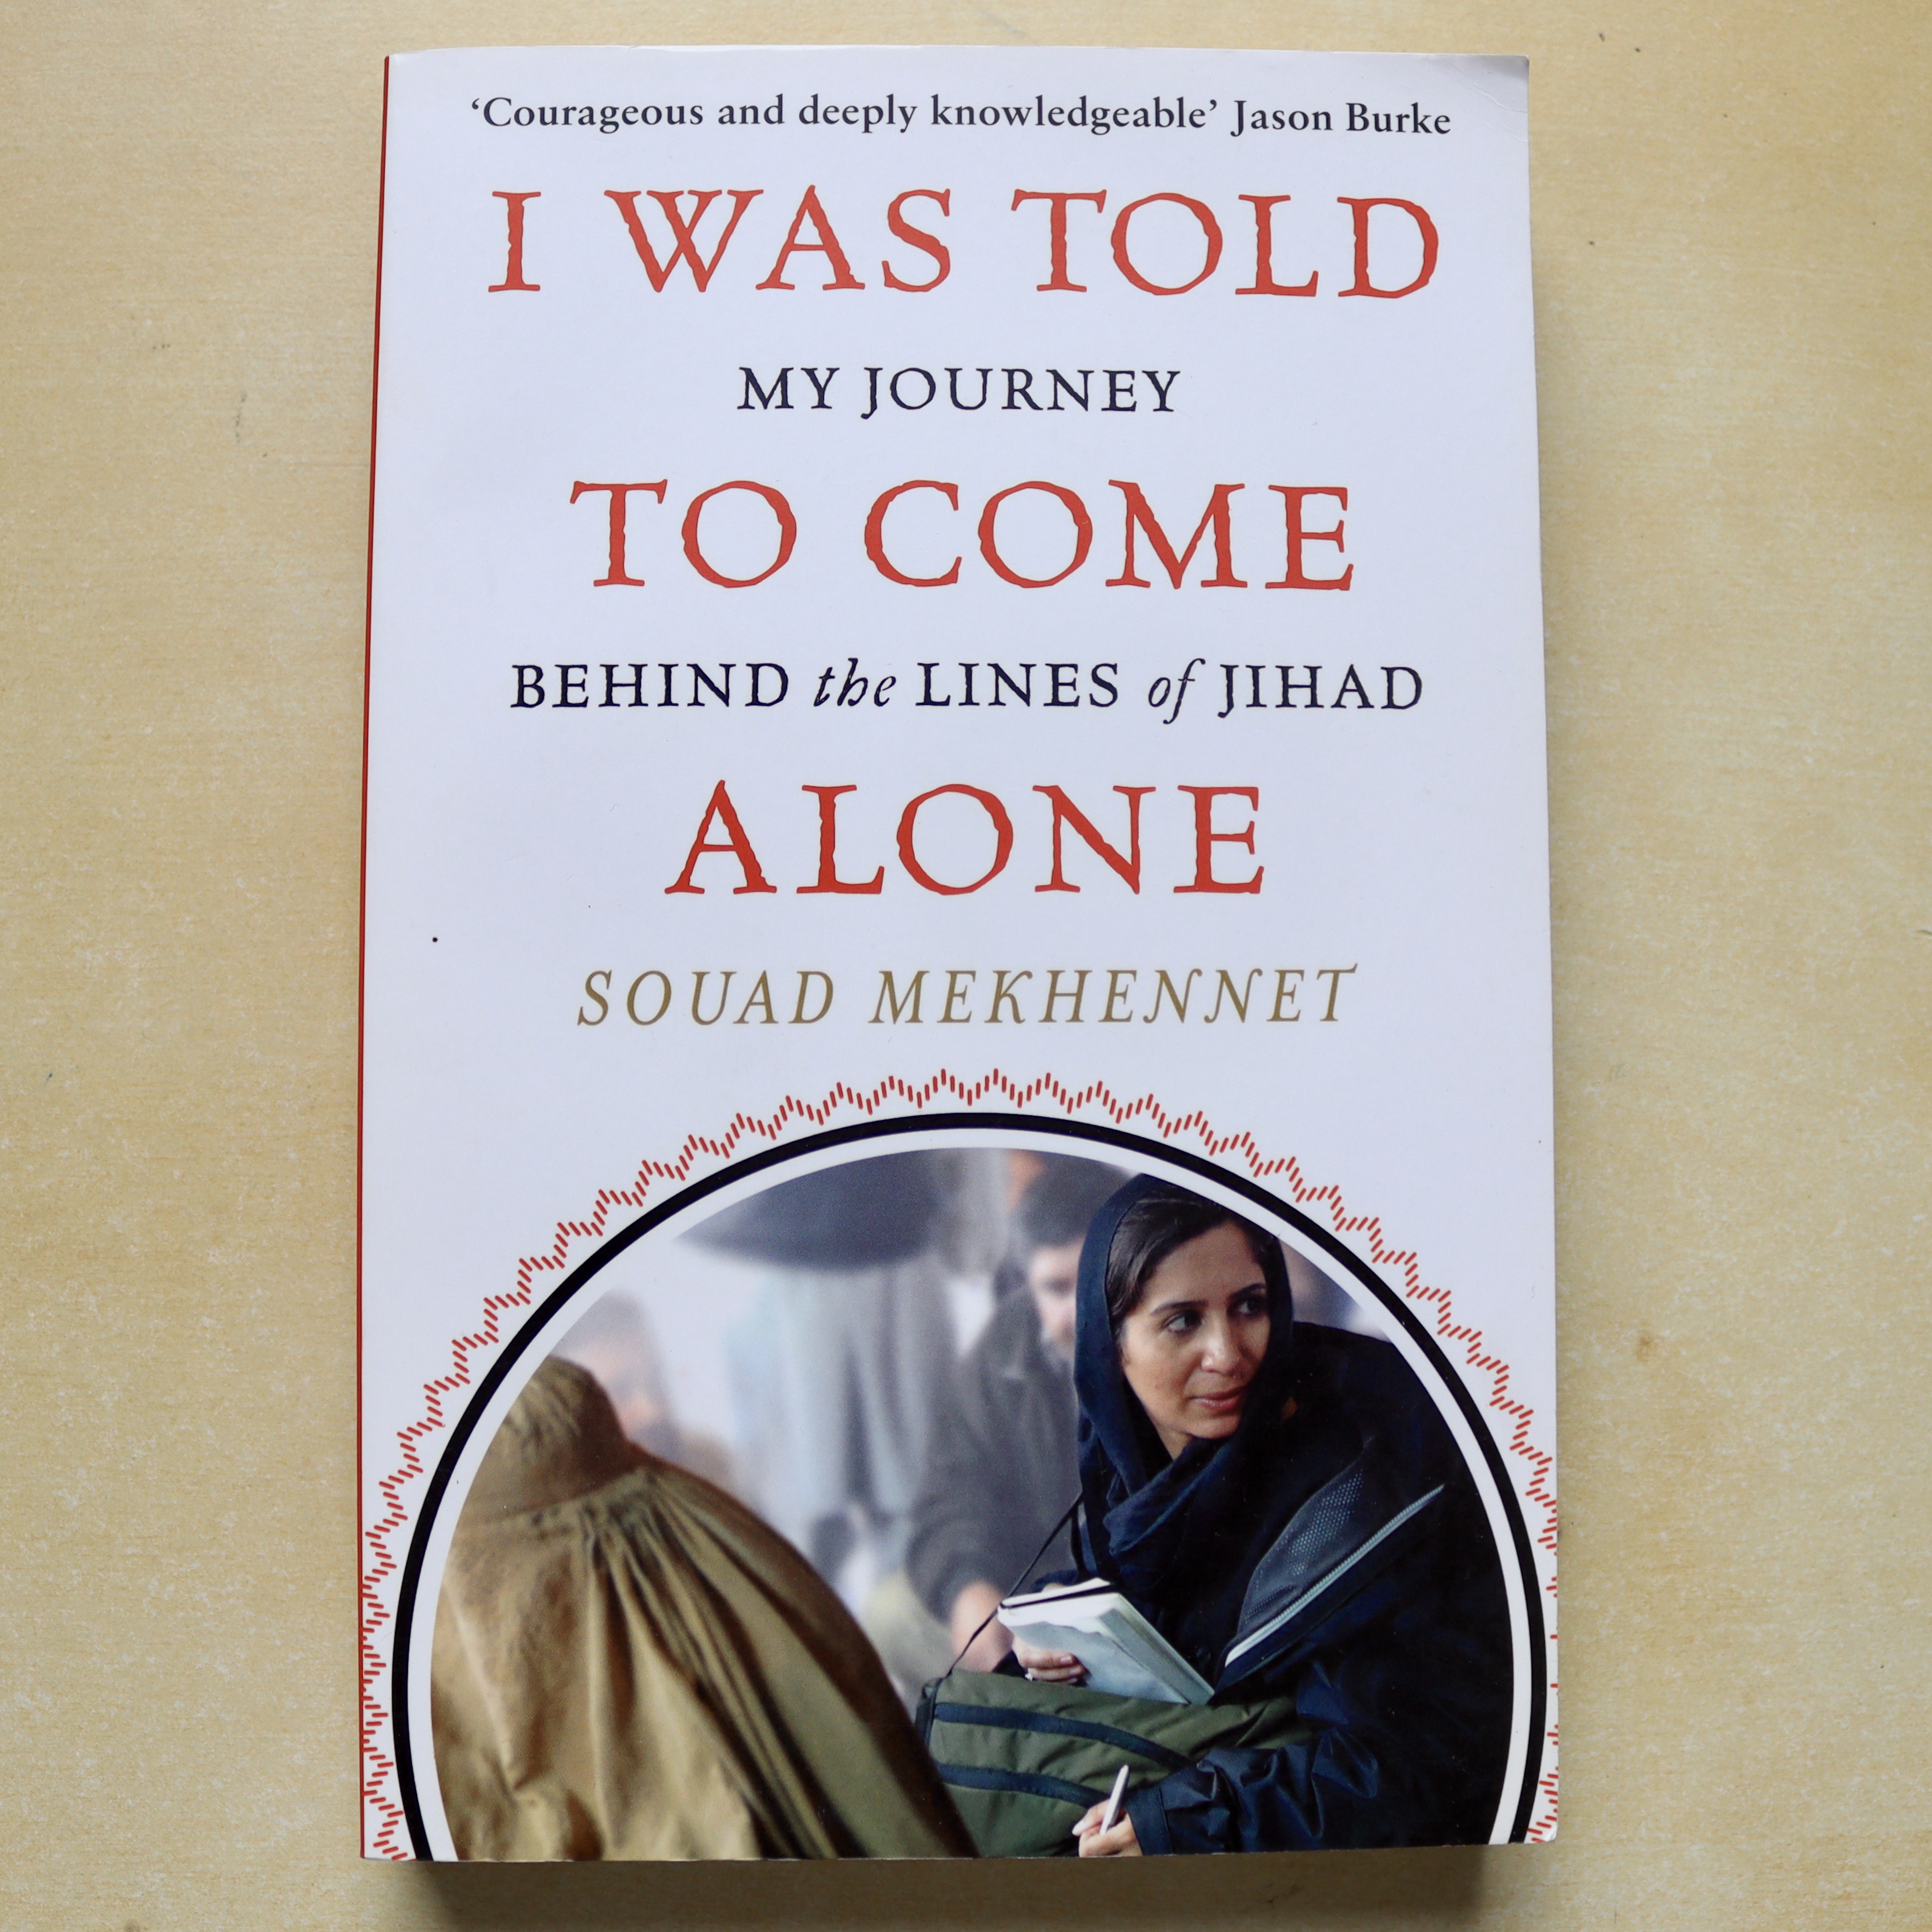 ‘Courageous and deeply knowledgeable’ Jason Burke
I WAS TOLD
MY JOURNEY
TO COME
BEHIND the LINES of JIHAD
ALONE
SOUAD MEKHENNET